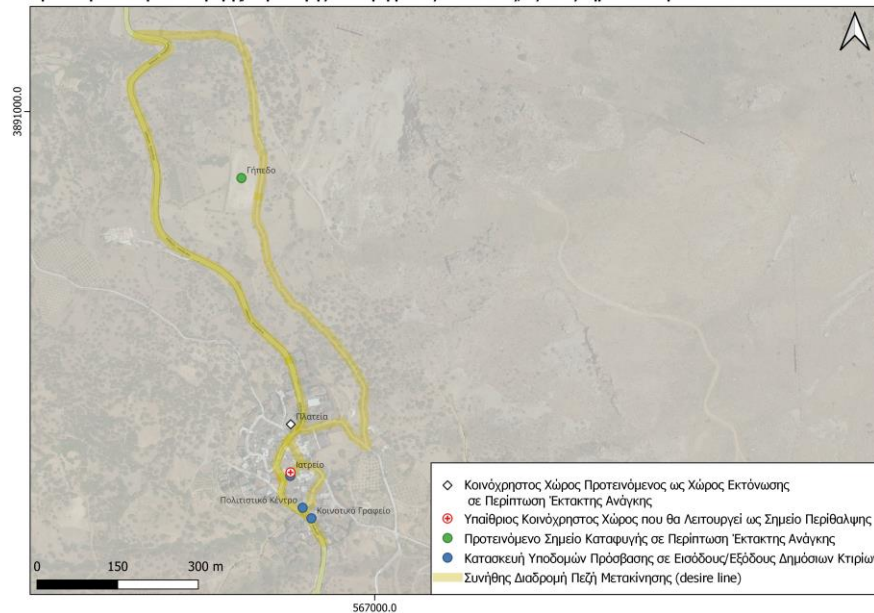 3891000.0
Γήπεδο
Πλατεία
Ιατρείο
Πολιτιστικό Κέντρο
Κοινοτικό Γραφείο
Κοινόχρηστος Χώρος Προτεινόμενος ως Χώρος Εκτόνωσης
σε Περίπτωση Έκτακτης Ανάγκης
Υπαίθριος Κοινόχρηστος Χώρος που θα Λειτουργεί ως Σημείο Περίθαλψης
Προτεινόμενο Σημείο Καταφυγής σε Περίπτωση Έκτακτης Ανάγκης
Κατασκευή Υποδομών Πρόσβασης σε Εισόδους/Εξόδους Δημόσιων Κτιρίων
Συνήθης Διαδρομή Πεζή Μετακίνησης (desire line)
0 150 300 m
567000.0